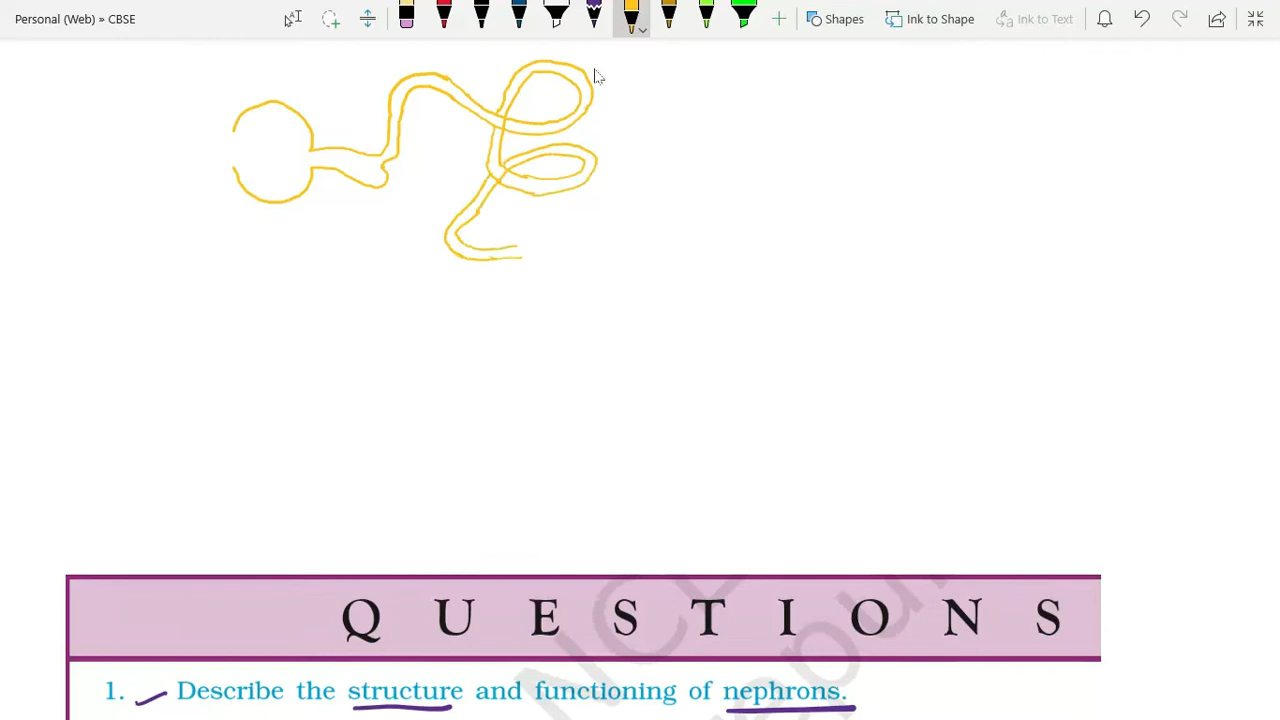 Personal (Web) » CBSE
Shapes
Ink to Shape
Ink to Text
QUESTIONS
1. Describe the structure and functioning of nephrons.